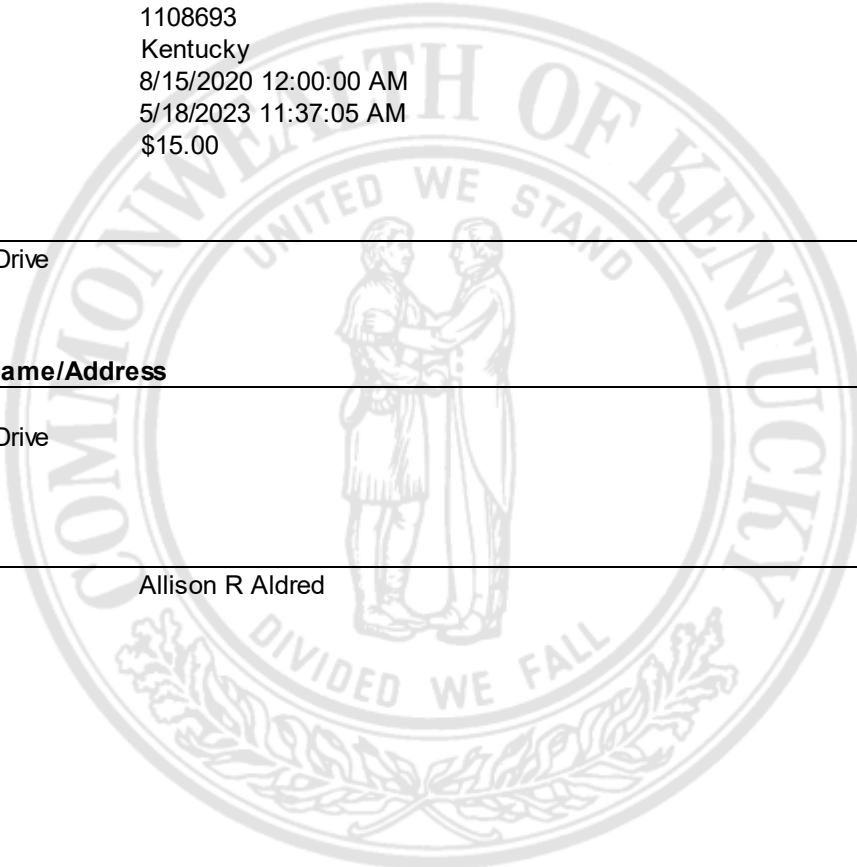 1108693
Kentucky
8/15/2020 12:00:00 AM
5/18/2023 11:37:05 AM
$15.00
COMMONWEALTH OF KENTUCKY
UNITED WE STAND
Drive
ame/Address
Drive
Allison R Aldred
DIVIDED WE FALL